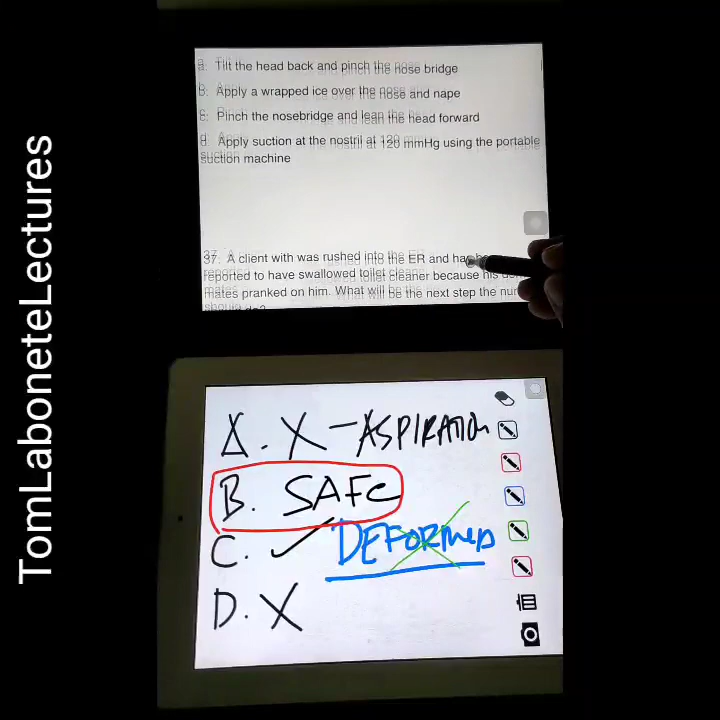 TomLaboneteLectures
a. Tilt the head back and pinch the nose bridge
b. Apply a wrapped ice over the nose and nape
c. Pinch the nosebridge and lean the head forward
d. Apply suction at the nostril at 120 mmHg using the portable
suction machine
37. A client with was rushed into the ER and has
reported to have swallowed toilet cleaner because his
mates pranked on him. What will be the next step the
should
A. X - ASPIRATION
B. SAFE
C. ✓ DEFORMED
D. X